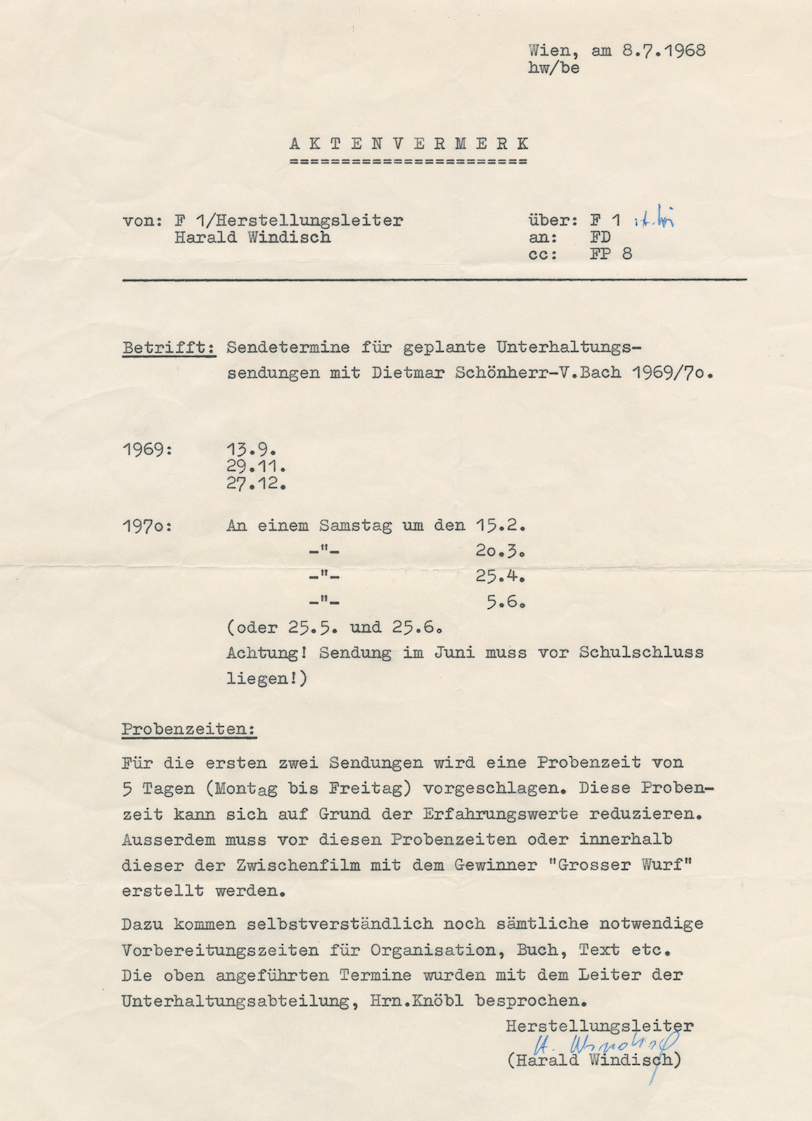 Wien, am 8.7.1968
hw/be
AKTENVERMERK
=======================
von: F 1/Herstellungsleiter
Harald Windisch
über: F 1
an: FD
cc: FP 8
Betrifft: Sendetermine für geplante Unterhaltungs-
sendungen mit Dietmar Schönherr-V.Bach 1969/7o.
1969: 13.9.
29.11.
27.12.
197o: An einem Samstag um den 15.2.
-"- 2o.3.
-"- 25.4.
-"- 5.6.
(oder 25.5. und 25.6.
Achtung! Sendung im Juni muss vor Schulschluss
liegen!)
Probenzeiten:
Für die ersten zwei Sendungen wird eine Probenzeit von
5 Tagen (Montag bis Freitag) vorgeschlagen. Diese Proben-
zeit kann sich auf Grund der Erfahrungswerte reduzieren.
Ausserdem muss vor diesen Probenzeiten oder innerhalb
dieser der Zwischenfilm mit dem Gewinner "Grosser Wurf"
erstellt werden.
Dazu kommen selbstverständlich noch sämtliche notwendige
Vorbereitungszeiten für Organisation, Buch, Text etc.
Die oben angeführten Termine wurden mit dem Leiter der
Unterhaltungsabteilung, Hrn.Knöbl besprochen.
Herstellungsleiter
H. Windisch
(Harald Windisch)